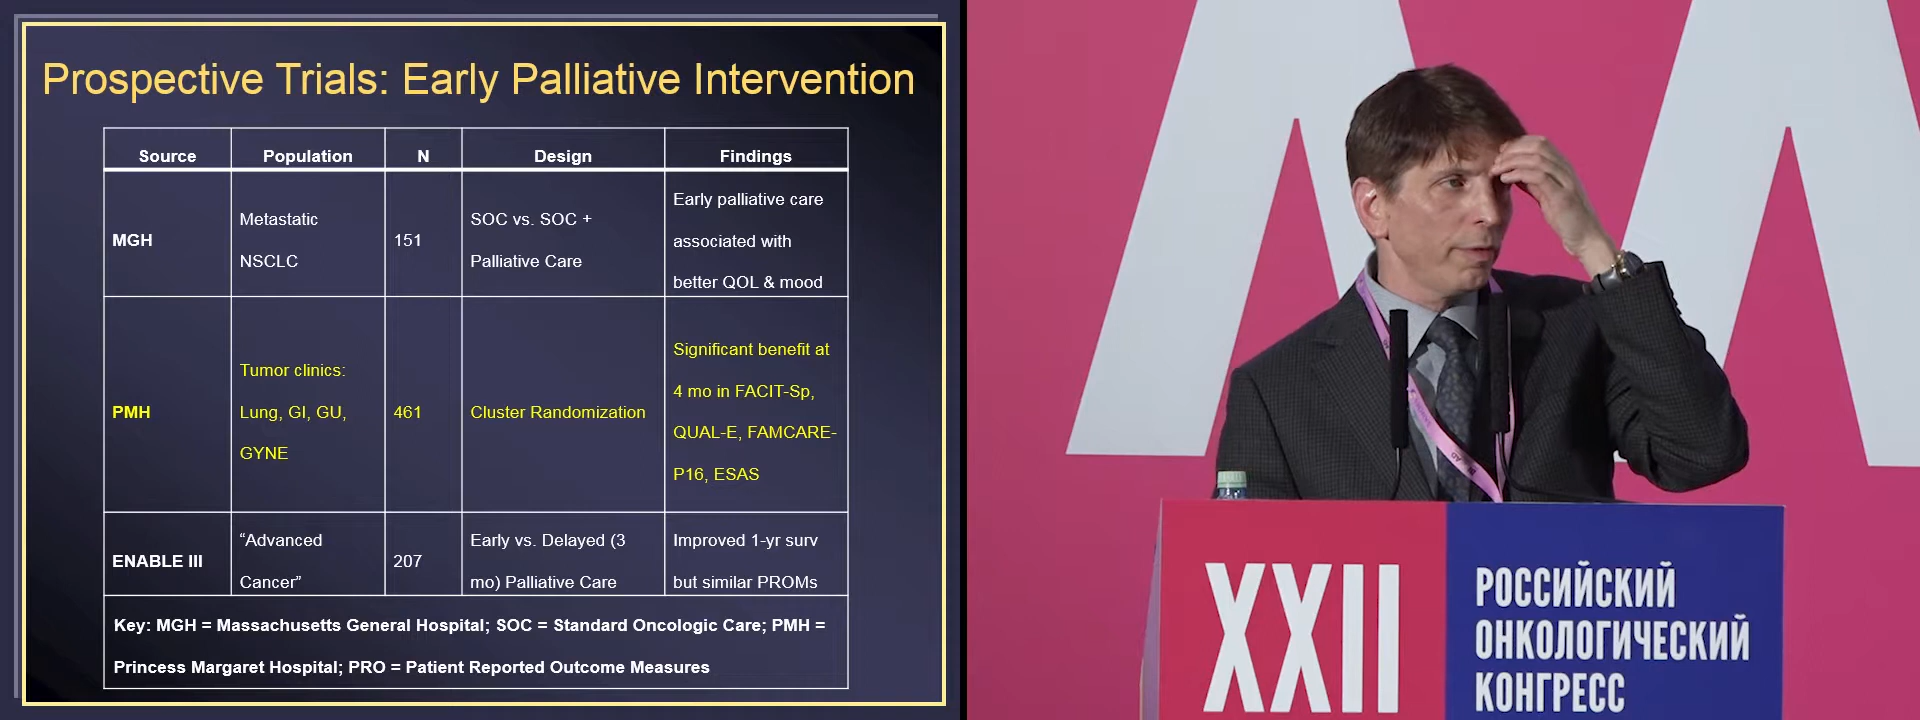 Prospective Trials: Early Palliative Intervention
Source
Population
N
Design
Findings
MGH
Metastatic
NSCLC
151
SOC vs. SOC +
Palliative Care
Early palliative care
associated with
better QOL & mood
PMH
Tumor clinics:
Lung, GI, GU,
GYNE
461
Cluster Randomization
Significant benefit at
4 mo in FACIT-Sp,
QUAL-E, FAMCARE-
P16, ESAS
ENABLE III
“Advanced
Cancer”
207
Early vs. Delayed (3
mo) Palliative Care
Improved 1-yr surv
but similar PROMs
Key: MGH = Massachusetts General Hospital; SOC = Standard Oncologic Care; PMH =
Princess Margaret Hospital; PRO = Patient Reported Outcome Measures
XXII
РОССИЙСКИЙ
ОНКОЛОГИЧЕСКИЙ
КОНГРЕСС